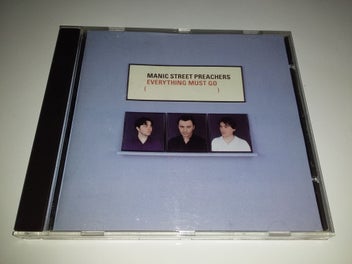 MANIC STREET PREACHERS
EVERYTHING MUST GO
(                    )